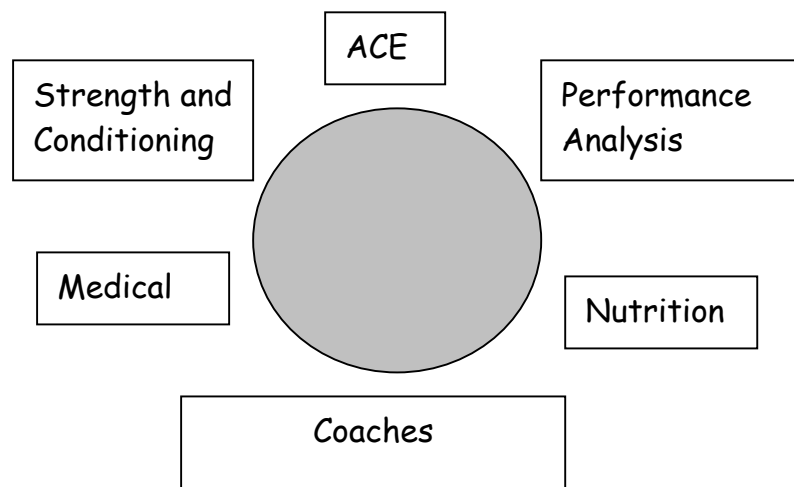 ACE
Strength and
Conditioning
Performance
Analysis
Medical
Nutrition
Coaches